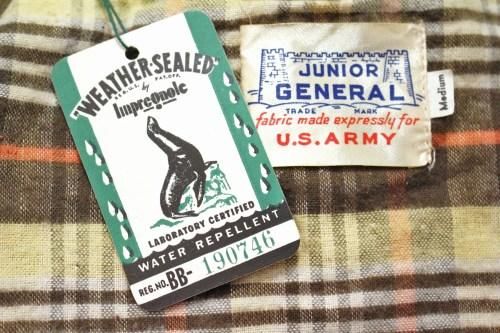 "WEATHER-SEALED"
REG. U.S. PAT. OFF.
by
Impregnole
LABORATORY CERTIFIED
WATER REPELLENT
REG.NO. BB- 190746
JUNIOR
GENERAL
TRADE MARK
fabric made expressly for
U.S. ARMY
Medium